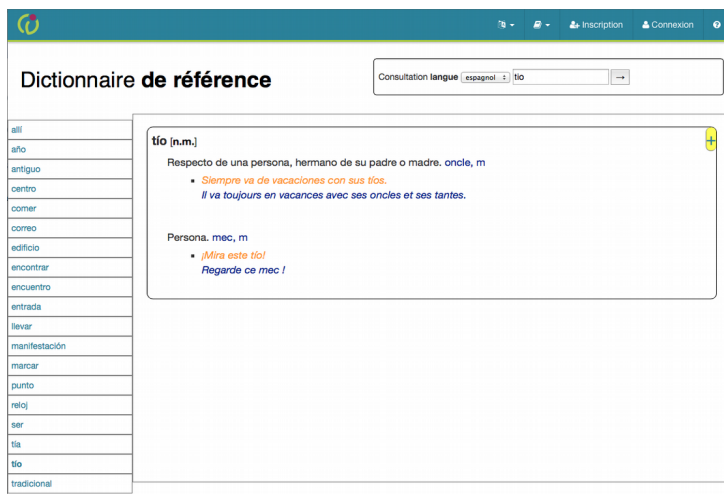 Inscription
Connexion
Dictionnaire de référence
Consultation langue espagnol tio →
allí
año
antiguo
centro
comer
correo
edificio
encontrar
encuentro
entrada
llevar
manifestación
marcar
punto
reloj
ser
tía
tío
tradicional
tío [n.m.]
+
Respecto de una persona, hermano de su padre o madre. oncle, m
Siempre va de vacaciones con sus tíos.
Il va toujours en vacances avec ses oncles et ses tantes.
Persona. mec, m
¡Mira este tío!
Regarde ce mec !